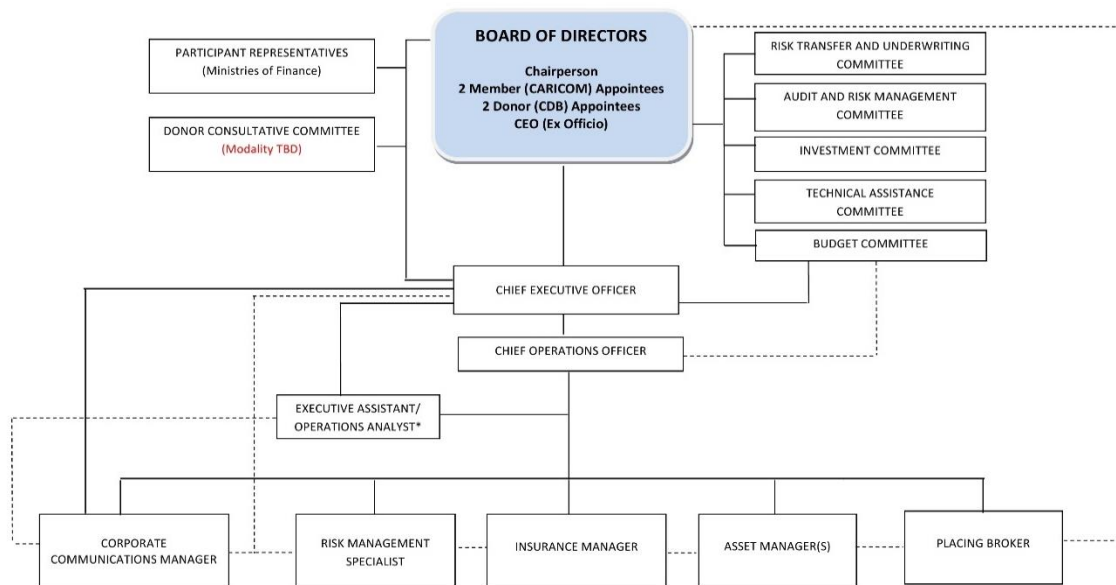 BOARD OF DIRECTORS
Chairperson
2 Member (CARICOM) Appointees
2 Donor (CDB) Appointees
CEO (Ex Officio)
PARTICIPANT REPRESENTATIVES
(Ministries of Finance)
DONOR CONSULTATIVE COMMITTEE
(Modality TBD)
RISK TRANSFER AND UNDERWRITING
COMMITTEE
AUDIT AND RISK MANAGEMENT
COMMITTEE
INVESTMENT COMMITTEE
TECHNICAL ASSISTANCE
COMMITTEE
BUDGET COMMITTEE
CHIEF EXECUTIVE OFFICER
CHIEF OPERATIONS OFFICER
EXECUTIVE ASSISTANT/
OPERATIONS ANALYST*
CORPORATE
COMMUNICATIONS MANAGER
RISK MANAGEMENT
SPECIALIST
INSURANCE MANAGER
ASSET MANAGER(S)
PLACING BROKER